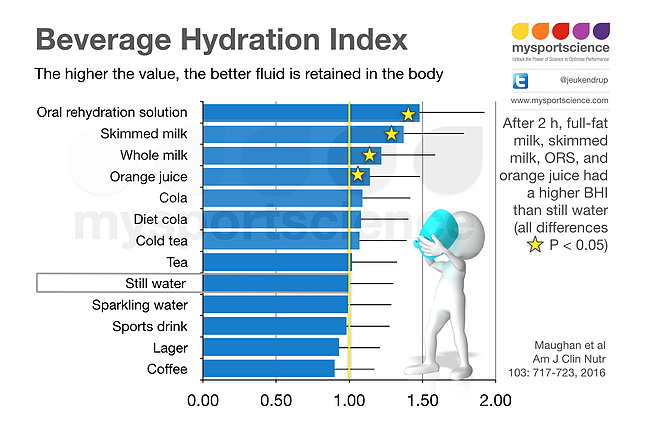 Beverage Hydration Index
The higher the value, the better fluid is retained in the body
mysportscience
Unlock the Power of Science to Optimise Performance
@jeukendrup
www.mysportscience.com
After 2 h, full-fat
milk, skimmed
milk, ORS, and
orange juice had
a higher BHI
than still water
(all differences
P < 0.05)
Oral rehydration solution
Skimmed milk
Whole milk
Orange juice
Cola
Diet cola
Cold tea
Tea
Still water
Sparkling water
Sports drink
Lager
Coffee
0.00 0.50 1.00 1.50 2.00
mysportscience
Maughan et al
Am J Clin Nutr
103: 717-723, 2016